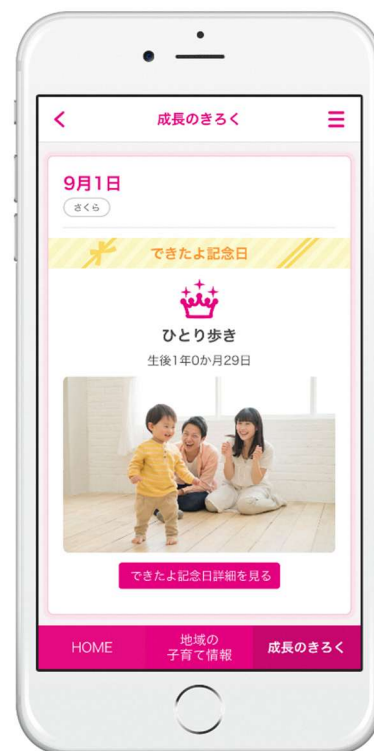 成長のきろく
9月1日
さくら
できたよ記念日
ひとり歩き
生後1年0か月29日
できたよ記念日詳細を見る
HOME
地域の
子育て情報
成長のきろく